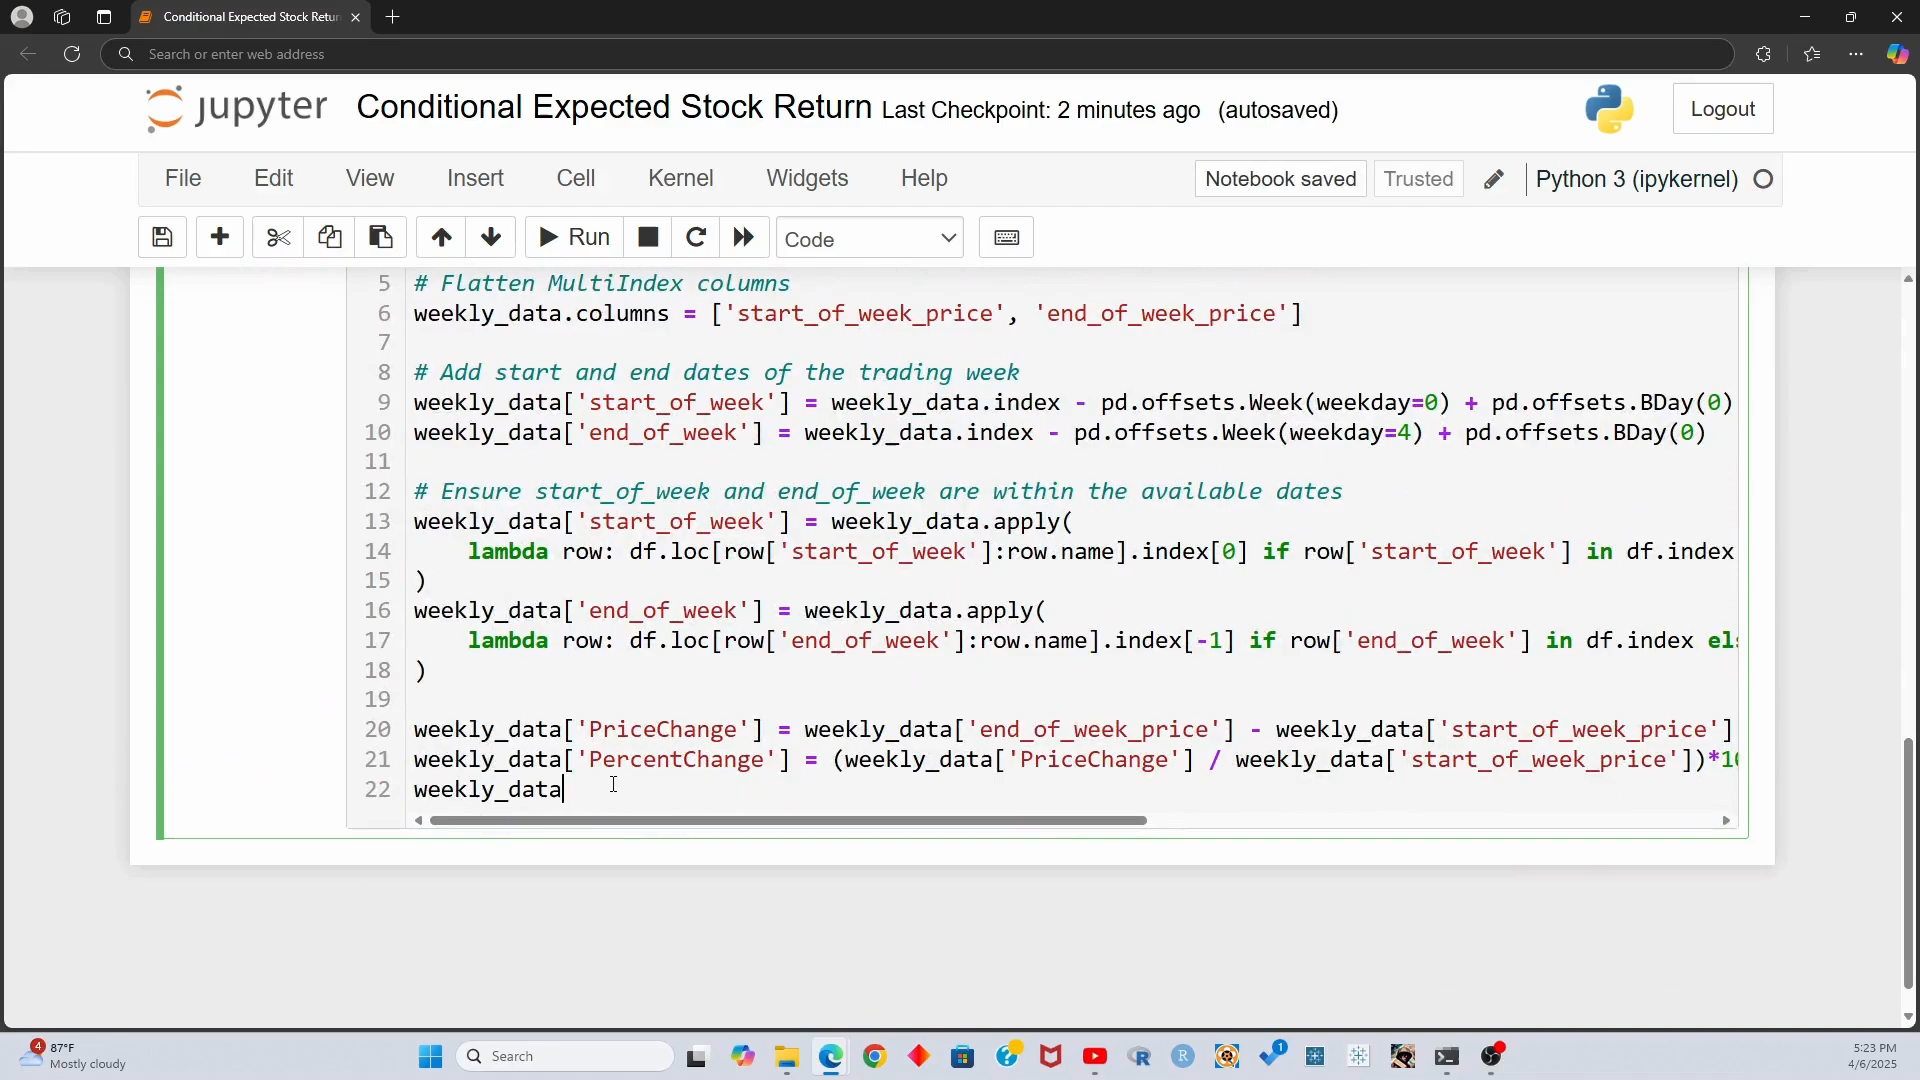 Conditional Expected Stock Retur
Search or enter web address
jupyter Conditional Expected Stock Return Last Checkpoint: 2 minutes ago (autosaved)
Logout
File Edit View Insert Cell Kernel Widgets Help
Notebook saved Trusted Python 3 (ipykernel)
Run Code
5 # Flatten MultiIndex columns
6 weekly_data.columns = ['start_of_week_price', 'end_of_week_price']
7
8 # Add start and end dates of the trading week
9 weekly_data['start_of_week'] = weekly_data.index - pd.offsets.Week(weekday=0) + pd.offsets.BDay(0)
10 weekly_data['end_of_week'] = weekly_data.index - pd.offsets.Week(weekday=4) + pd.offsets.BDay(0)
11
12 # Ensure start_of_week and end_of_week are within the available dates
13 weekly_data['start_of_week'] = weekly_data.apply(
14 lambda row: df.loc[row['start_of_week']:row.name].index[0] if row['start_of_week'] in df.index
15 )
16 weekly_data['end_of_week'] = weekly_data.apply(
17 lambda row: df.loc[row['end_of_week']:row.name].index[-1] if row['end_of_week'] in df.index els
18 )
19
20 weekly_data['PriceChange'] = weekly_data['end_of_week_price'] - weekly_data['start_of_week_price']
21 weekly_data['PercentChange'] = (weekly_data['PriceChange'] / weekly_data['start_of_week_price'])*10
22 weekly_data
4
87°F
Mostly cloudy
Search
1
5:23 PM
4/6/2025